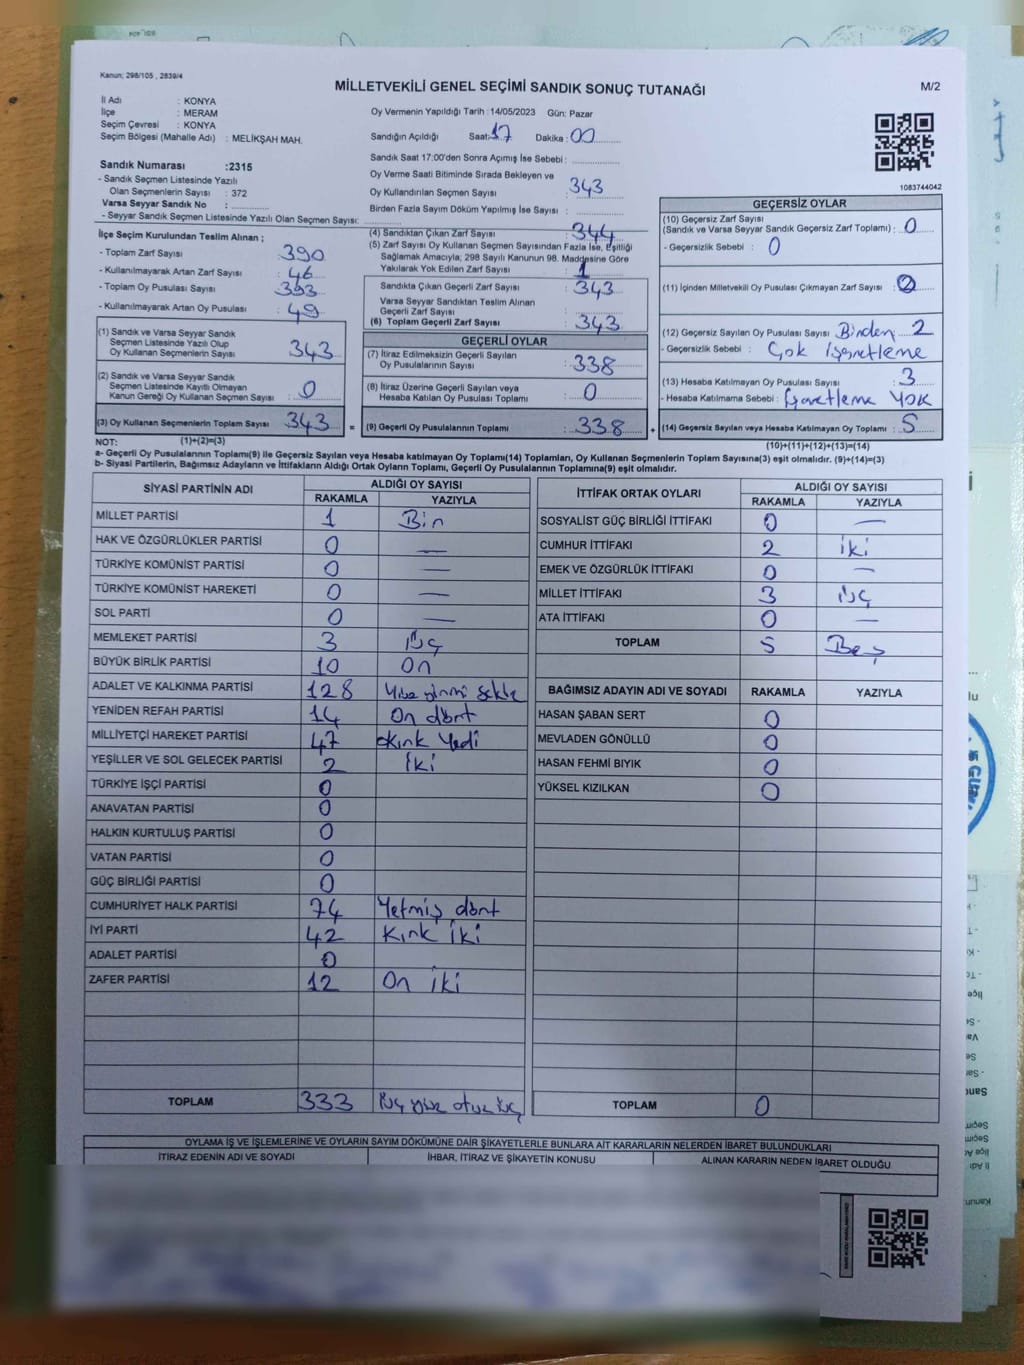 Kanun; 298/105 , 2839/4
MİLLETVEKİLİ GENEL SEÇİMİ SANDIK SONUÇ TUTANAĞI
M/2
İl Adı : KONYA
İlçe : MERAM
Seçim Çevresi : KONYA
Seçim Bölgesi (Mahalle Adı) : MELİKŞAH MAH.
Oy Vermenin Yapıldığı Tarih : 14/05/2023 Gün: Pazar
Sandığın Açıldığı Saat: 17 Dakika : 00
Sandık Saat 17:00'den Sonra Açımış İse Sebebi :
Oy Verme Saati Bitiminde Sırada Bekleyen ve
Oy Kullandırılan Seçmen Sayısı : 343
Birden Fazla Sayım Döküm Yapılmış İse Sayısı :
1083744042
Sandık Numarası :2315
- Sandık Seçmen Listesinde Yazılı
Olan Seçmenlerin Sayısı : 372
Varsa Seyyar Sandık No :
- Seyyar Sandık Seçmen Listesinde Yazılı Olan Seçmen Sayısı:
İlçe Seçim Kurulundan Teslim Alınan ;
- Toplam Zarf Sayısı :390
- Kullanılmayarak Artan Zarf Sayısı : 46
- Toplam Oy Pusulası Sayısı : 393
- Kullanılmayarak Artan Oy Pusulası : 49
(1) Sandık ve Varsa Seyyar Sandık
Seçmen Listesinde Yazılı Olup
Oy Kullanan Seçmenlerin Sayısı : 343
(2) Sandık ve Varsa Seyyar Sandık
Seçmen Listesinde Kayıtlı Olmayan
Kanun Gereği Oy Kullanan Seçmen Sayısı : 0
(3) Oy Kullanan Seçmenlerin Toplam Sayısı : 343 =
(4) Sandıktan Çıkan Zarf Sayısı : 344
(5) Zarf Sayısı Oy Kullanan Seçmen Sayısından Fazla İse, Eşitliği
Sağlamak Amacıyla; 298 Sayılı Kanunun 98. Maddesine Göre
Yakılarak Yok Edilen Zarf Sayısı : 1
Sandıkta Çıkan Geçerli Zarf Sayısı : 343
Varsa Seyyar Sandıktan Teslim Alınan
Geçerli Zarf Sayısı :
(6) Toplam Geçerli Zarf Sayısı : 343
GEÇERLİ OYLAR
(7) İtiraz Edilmeksizin Geçerli Sayılan
Oy Pusulalarının Sayısı : 338
(8) İtiraz Üzerine Geçerli Sayılan veya
Hesaba Katılan Oy Pusulası Toplamı : 0
(9) Geçerli Oy Pusulalarının Toplamı : 338 +
GEÇERSİZ OYLAR
(10) Geçersiz Zarf Sayısı
(Sandık ve Varsa Seyyar Sandık Geçersiz Zarf Toplamı) : 0
- Geçersizlik Sebebi : 0
(11) İçinden Milletvekili Oy Pusulası Çıkmayan Zarf Sayısı :
(12) Geçersiz Sayılan Oy Pusulası Sayısı Birden 2
- Geçersizlik Sebebi : Çok İşaretleme
(13) Hesaba Katılmayan Oy Pusulası Sayısı : 3
- Hesaba Katılmama Sebebi : İşaretleme YOK
(14) Geçersiz Sayılan veya Hesaba Katılmayan Oy Toplamı : 5
NOT: (1)+(2)=(3) (10)+(11)+(12)+(13)=(14)
a- Geçerli Oy Pusulalarının Toplamı(9) ile Geçersiz Sayılan veya Hesaba katılmayan Oy Toplamı(14) Toplamları, Oy Kullanan Seçmenlerin Toplam Sayısına(3) eşit olmalıdır. (9)+(14)=(3)
b- Siyasi Partilerin, Bağımsız Adayların ve İttifakların Aldığı Ortak Oyların Toplamı, Geçerli Oy Pusulalarının Toplamına(9) eşit olmalıdır.
SİYASİ PARTİNİN ADI ALDIĞI OY SAYISI
RAKAMLA YAZIYLA
MİLLET PARTİSİ 1 Bir
HAK VE ÖZGÜRLÜKLER PARTİSİ 0 —
TÜRKİYE KOMÜNİST PARTİSİ 0 —
TÜRKİYE KOMÜNİST HAREKETİ 0 —
SOL PARTİ 0 —
MEMLEKET PARTİSİ 3 Üç
BÜYÜK BİRLİK PARTİSİ 10 On
ADALET VE KALKINMA PARTİSİ 128 Yüz yirmi sekiz
YENİDEN REFAH PARTİSİ 14 On dört
MİLLİYETÇİ HAREKET PARTİSİ 47 Kırk Yedi
YEŞİLLER VE SOL GELECEK PARTİSİ 2 İki
TÜRKİYE İŞÇİ PARTİSİ 0
ANAVATAN PARTİSİ 0
HALKIN KURTULUŞ PARTİSİ 0
VATAN PARTİSİ 0
GÜÇ BİRLİĞİ PARTİSİ 0
CUMHURİYET HALK PARTİSİ 74 Yetmiş dört
İYİ PARTİ 42 Kırk İki
ADALET PARTİSİ 0
ZAFER PARTİSİ 12 On İki
TOPLAM 333 Üç yüz otuz üç
İTTİFAK ORTAK OYLARI ALDIĞI OY SAYISI
RAKAMLA YAZIYLA
SOSYALİST GÜÇ BİRLİĞİ İTTİFAKI 0 —
CUMHUR İTTİFAKI 2 İki
EMEK VE ÖZGÜRLÜK İTTİFAKI 0 —
MİLLET İTTİFAKI 3 Üç
ATA İTTİFAKI 0 —
TOPLAM 5 Beş
BAĞIMSIZ ADAYIN ADI VE SOYADI RAKAMLA YAZIYLA
HASAN ŞABAN SERT 0
MEVLADEN GÖNÜLLÜ 0
HASAN FEHMİ BIYIK 0
YÜKSEL KIZILKAN 0
TOPLAM 0
OYLAMA İŞ VE İŞLEMLERİNE VE OYLARIN SAYIM DÖKÜMÜNE DAİR ŞİKAYETLERLE BUNLARA AİT KARARLARIN NELERDEN İBARET BULUNDUKLARI
İTİRAZ EDENİN ADI VE SOYADI İHBAR, İTİRAZ VE ŞİKAYETİN KONUSU ALINAN KARARIN NEDEN İBARET OLDUĞU